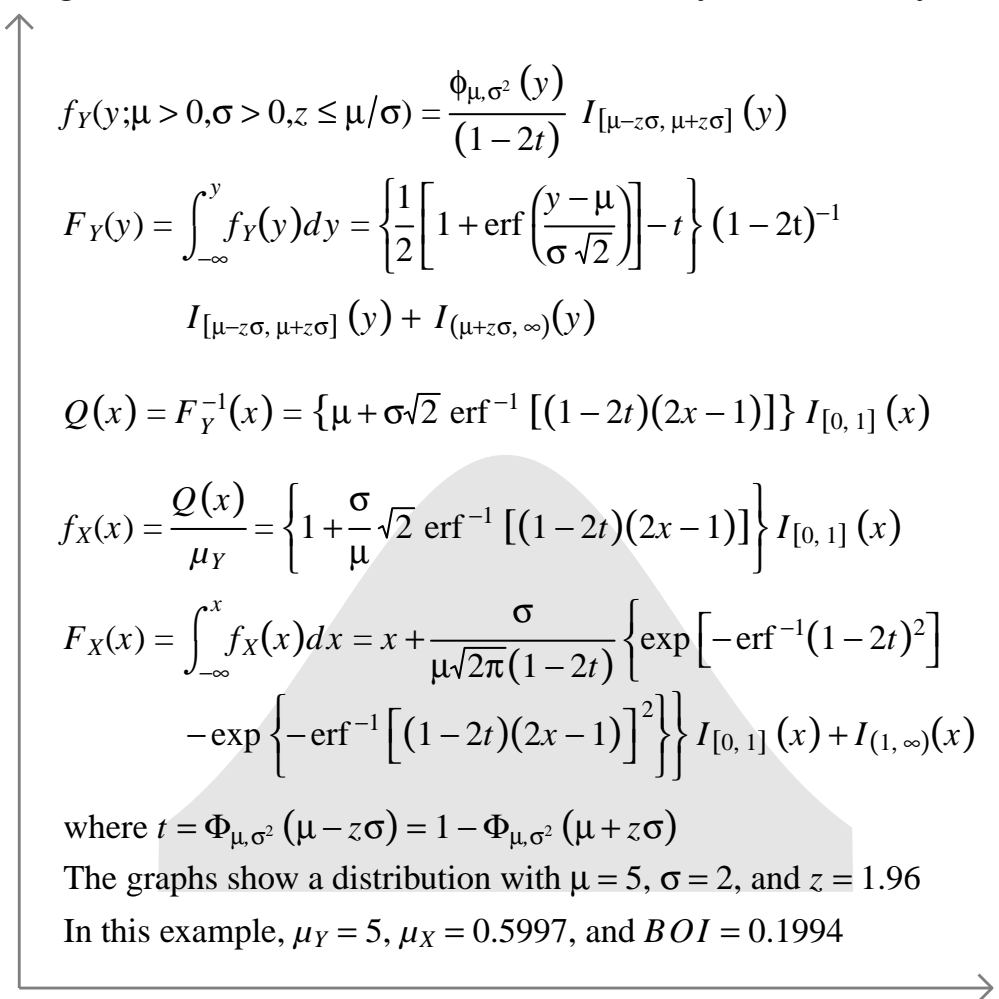 f_Y(y;μ > 0,σ > 0,z ≤ μ/σ) = ϕ_{μ,σ²} (y) / (1 − 2t) I_{[μ−zσ, μ+zσ]} (y)
F_Y(y) = ∫_{−∞}^{y} f_Y(y)dy = {1/2 [1 + erf ((y − μ)/(σ √2))] − t} (1 − 2t)^{−1}
I_{[μ−zσ, μ+zσ]} (y) + I_{(μ+zσ, ∞)}(y)
Q(x) = F_Y^{−1}(x) = {μ + σ√2 erf^{−1} [(1 − 2t)(2x − 1)]} I_{[0, 1]} (x)
f_X(x) = Q(x)/μ_Y = {1 + σ/μ √2 erf^{−1} [(1 − 2t)(2x − 1)]} I_{[0, 1]} (x)
F_X(x) = ∫_{−∞}^{x} f_X(x)dx = x + σ/(μ√2π(1 − 2t)) {exp [−erf^{−1}(1 − 2t)²]
−exp {−erf^{−1} [(1 − 2t)(2x − 1)]²}} I_{[0, 1]} (x) + I_{(1, ∞)}(x)
where t = Φ_{μ,σ²} (μ − zσ) = 1 − Φ_{μ,σ²} (μ + zσ)
The graphs show a distribution with μ = 5, σ = 2, and z = 1.96
In this example, μ_Y = 5, μ_X = 0.5997, and BOI = 0.1994